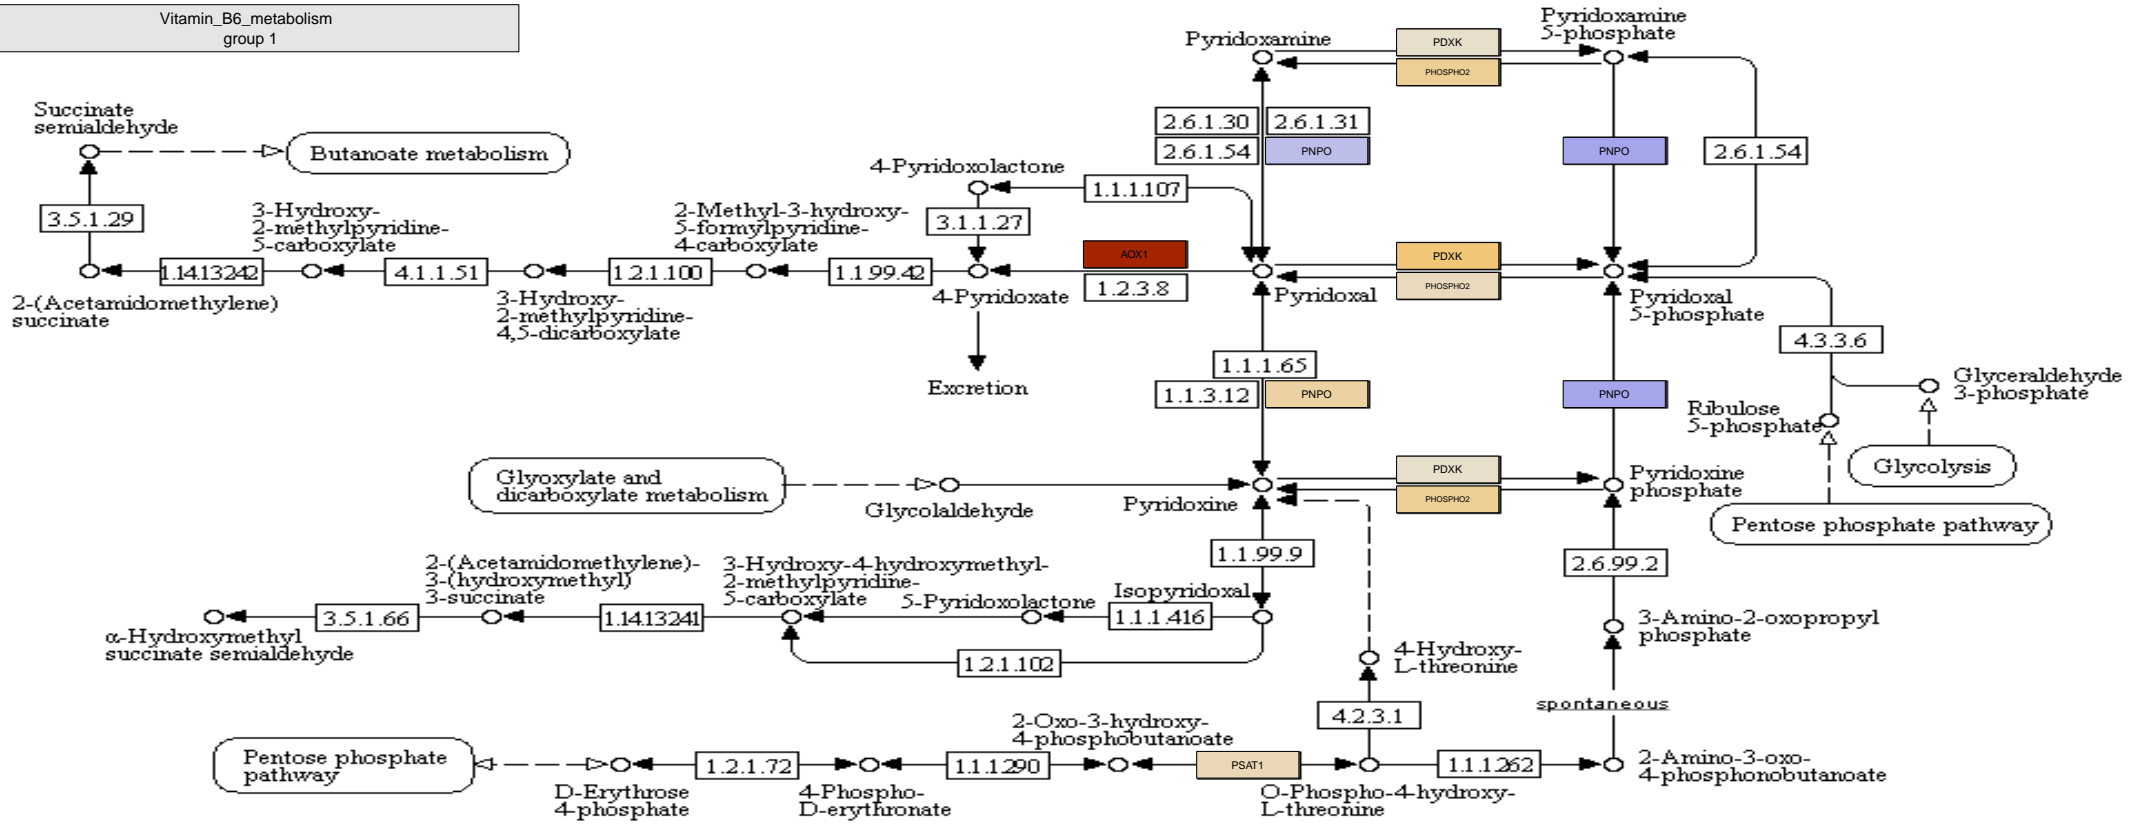 Vitamin_B6_metabolism
group 1
Pyridoxamine
PDXK
PHOSPHO2
Pyridoxamine
5-phosphate
Succinate
semialdehyde
Butanoate metabolism
2.6.1.30
2.6.1.31
2.6.1.54
PNPO
PNPO
2.6.1.54
4-Pyridoxolactone
1.1.1.107
3.5.1.29
3-Hydroxy-
2-methylpyridine-
5-carboxylate
2-Methyl-3-hydroxy-
5-formylpyridine-
4-carboxylate
3.1.1.27
AOX1
PDXK
1.14.13242
4.1.1.51
1.2.1.100
1.1.99.42
1.2.3.8
PHOSPHO2
2-(Acetamidomethylene)
succinate
3-Hydroxy-
2-methylpyridine-
4,5-dicarboxylate
4-Pyridoxate
Pyridoxal
Pyridoxal
5-phosphate
4.3.3.6
1.1.1.65
1.1.3.12
PNPO
PNPO
Excretion
Glyceraldehyde
3-phosphate
Ribulose
5-phosphate
Glycolysis
Glyoxylate and
dicarboxylate metabolism
Glycolaldehyde
Pyridoxine
PDXK
PHOSPHO2
Pyridoxine
phosphate
Pentose phosphate pathway
1.1.99.9
2.6.99.2
2-(Acetamidomethylene)-
3-(hydroxymethyl)
3-succinate
3-Hydroxy-4-hydroxymethyl-
2-methylpyridine-
5-carboxylate
5-Pyridoxolactone
Isopyridoxal
3.5.1.66
1.14.13241
1.1.1.416
α-Hydroxymethyl
succinate semialdehyde
1.2.1.102
4-Hydroxy-
L-threonine
3-Amino-2-oxopropyl
phosphate
4.2.3.1
spontaneous
Pentose phosphate
pathway
1.2.1.72
1.1.1.290
2-Oxo-3-hydroxy-
4-phosphobutanoate
PSAT1
1.1.1.262
D-Erythrose
4-phosphate
4-Phospho-
D-erythronate
O-Phospho-4-hydroxy-
L-threonine
2-Amino-3-oxo-
4-phosphonobutanoate